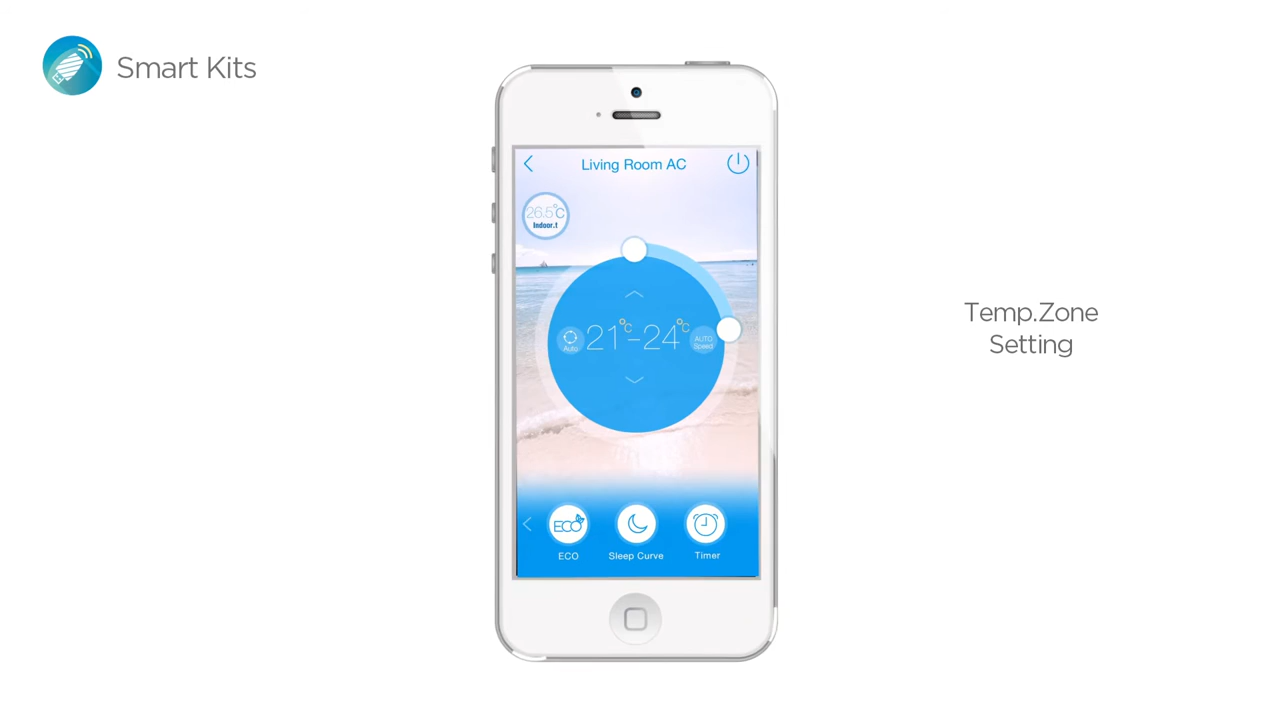 Smart Kits
Living Room AC
26.5°C
Indoor.t
21°C-24°C
Auto
AUTO
Speed
Temp.Zone
Setting
ECO
ECO
Sleep Curve
Timer